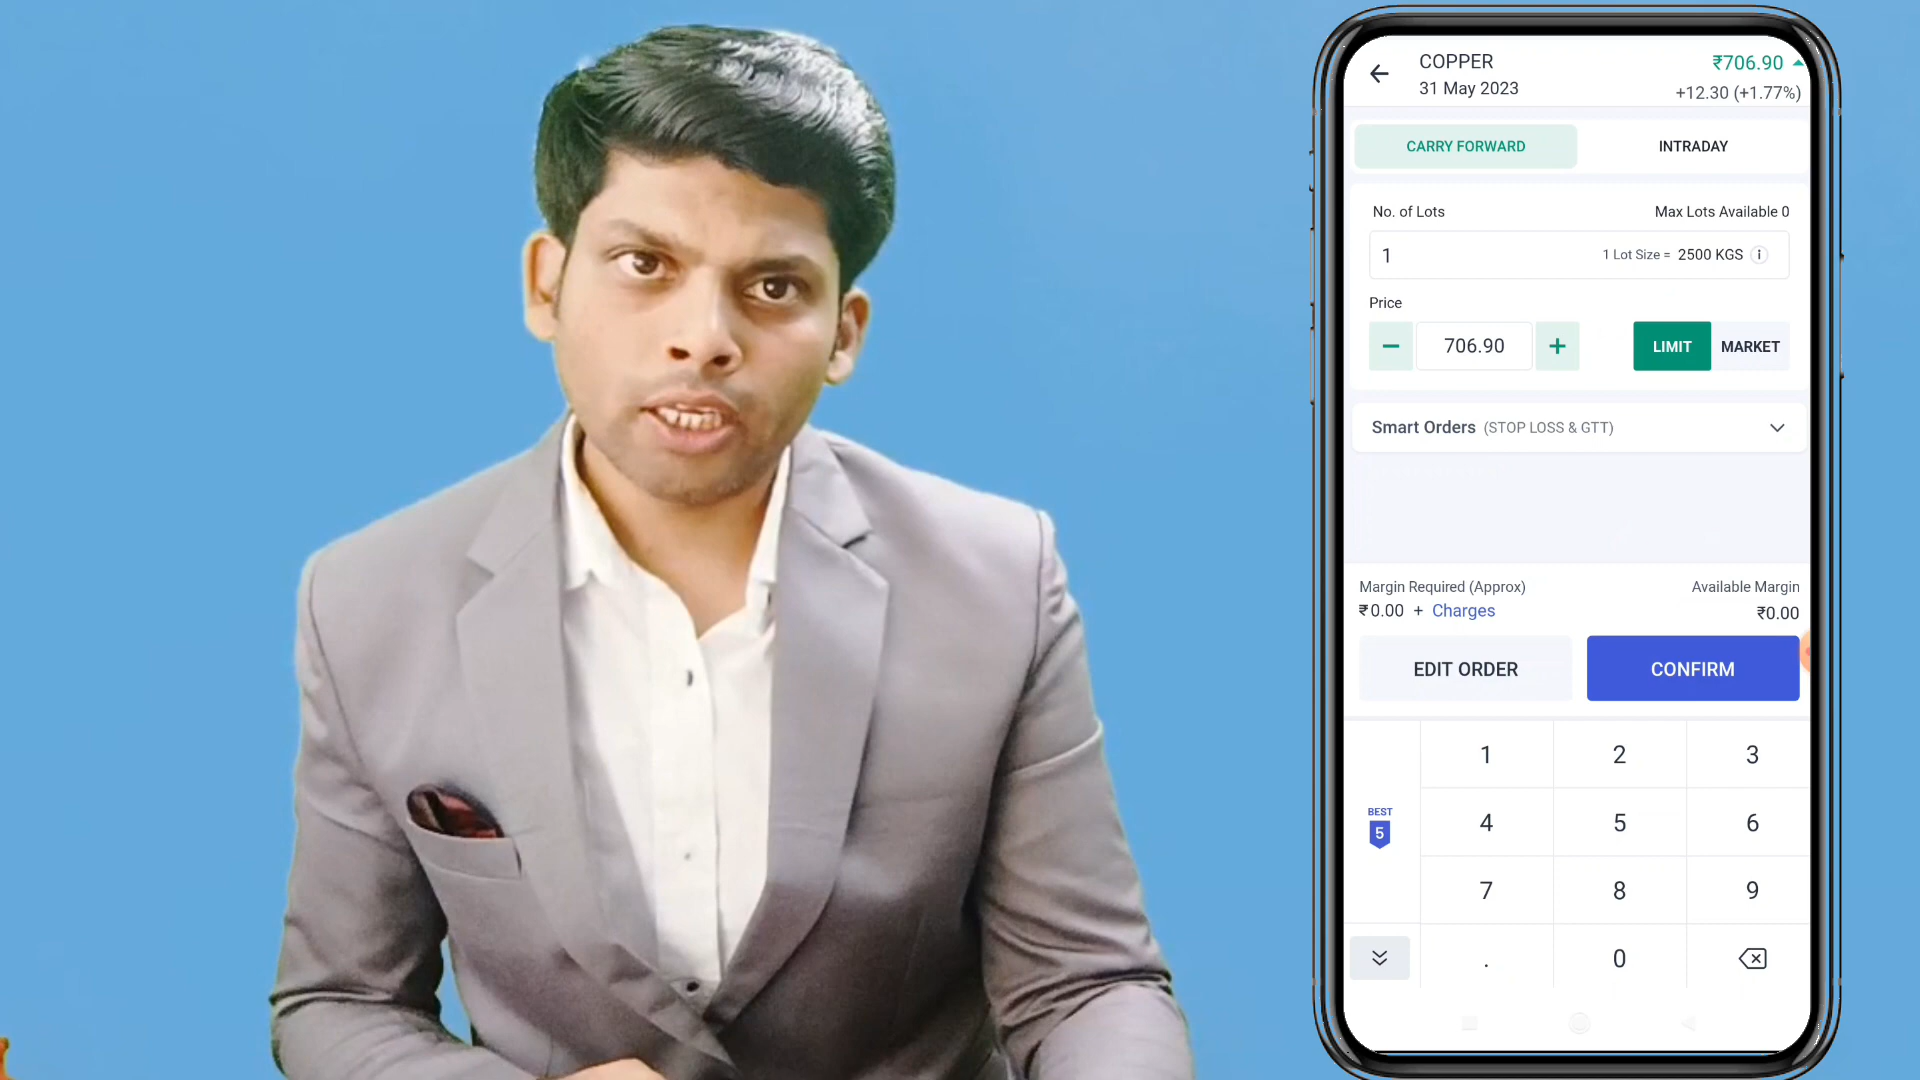 COPPER
₹706.90
31 May 2023
+12.30 (+1.77%)
CARRY FORWARD
INTRADAY
No. of Lots
Max Lots Available 0
1
1 Lot Size = 2500 KGS
Price
706.90
LIMIT
MARKET
Smart Orders (STOP LOSS & GTT)
Margin Required (Approx)
Available Margin
₹0.00 + Charges
₹0.00
EDIT ORDER
CONFIRM
1 2 3
BEST
5
4 5 6
7 8 9
. 0